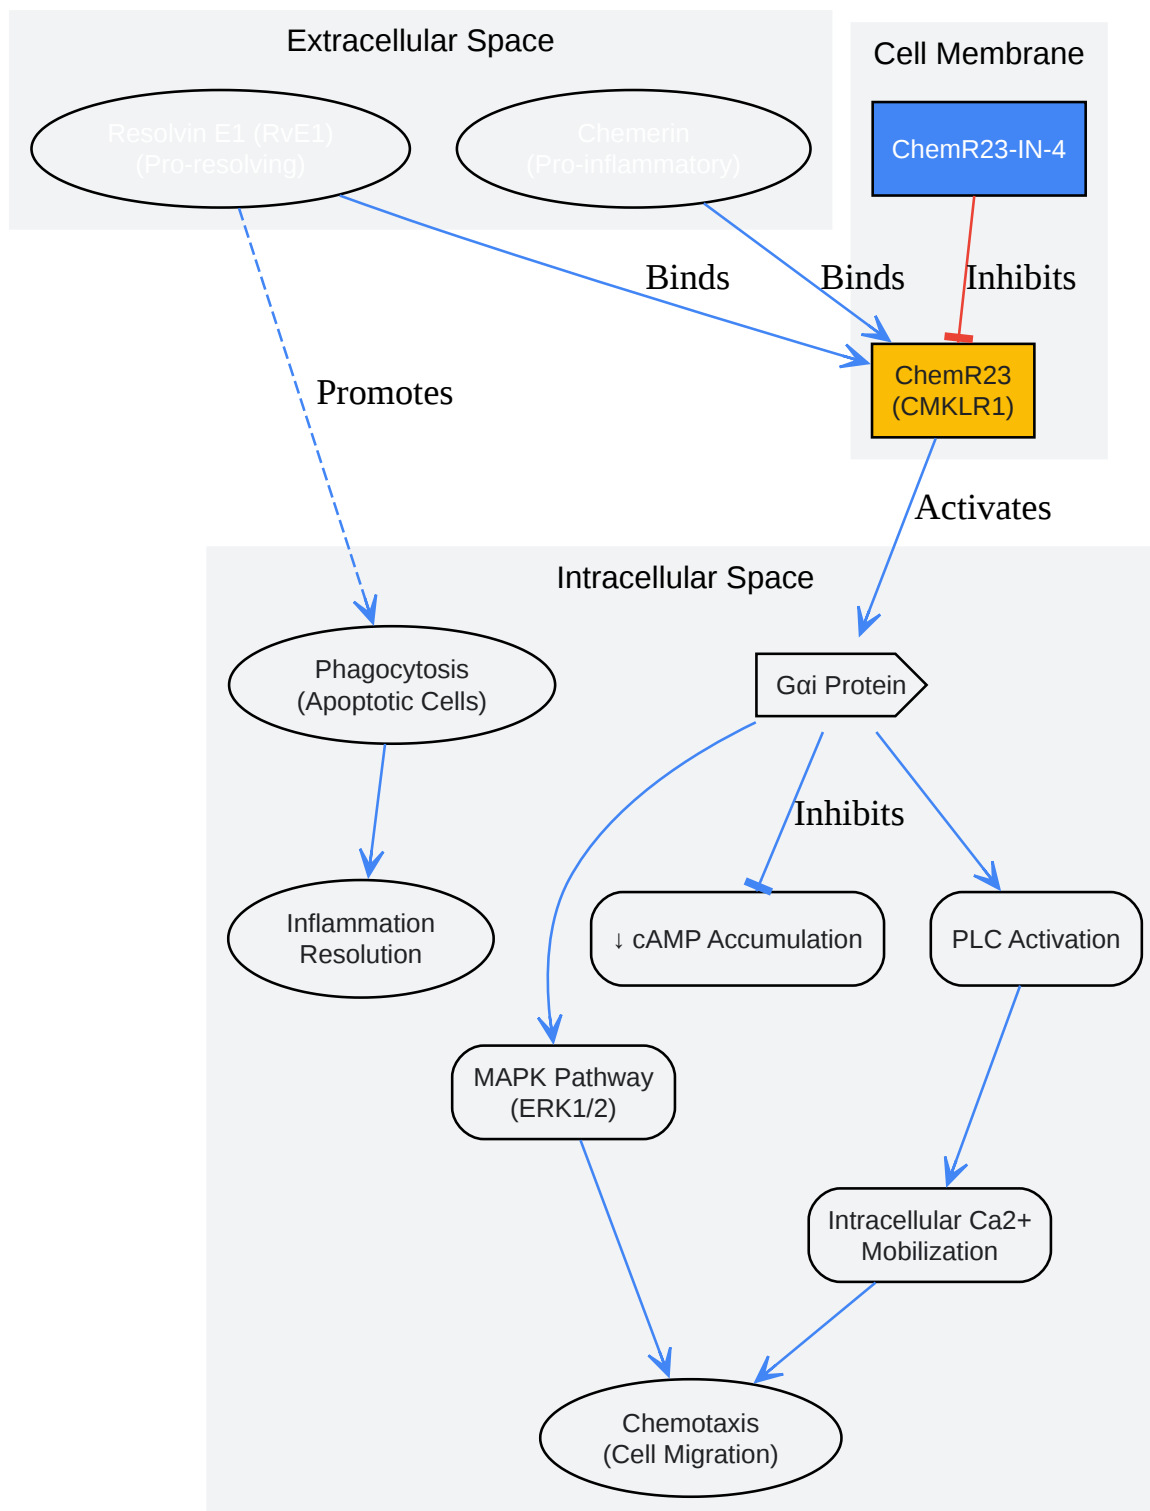 Extracellular Space
Cell Membrane
Resolvin E1 (RvE1)
(Pro-resolving)
Chemerin
(Pro-inflammatory)
ChemR23-IN-4
Binds
Binds
Inhibits
ChemR23
(CMKLR1)
Promotes
Activates
Intracellular Space
Phagocytosis
(Apoptotic Cells)
Gαi Protein
Inhibits
Inflammation
Resolution
↓ cAMP Accumulation
PLC Activation
MAPK Pathway
(ERK1/2)
Intracellular Ca2+
Mobilization
Chemotaxis
(Cell Migration)